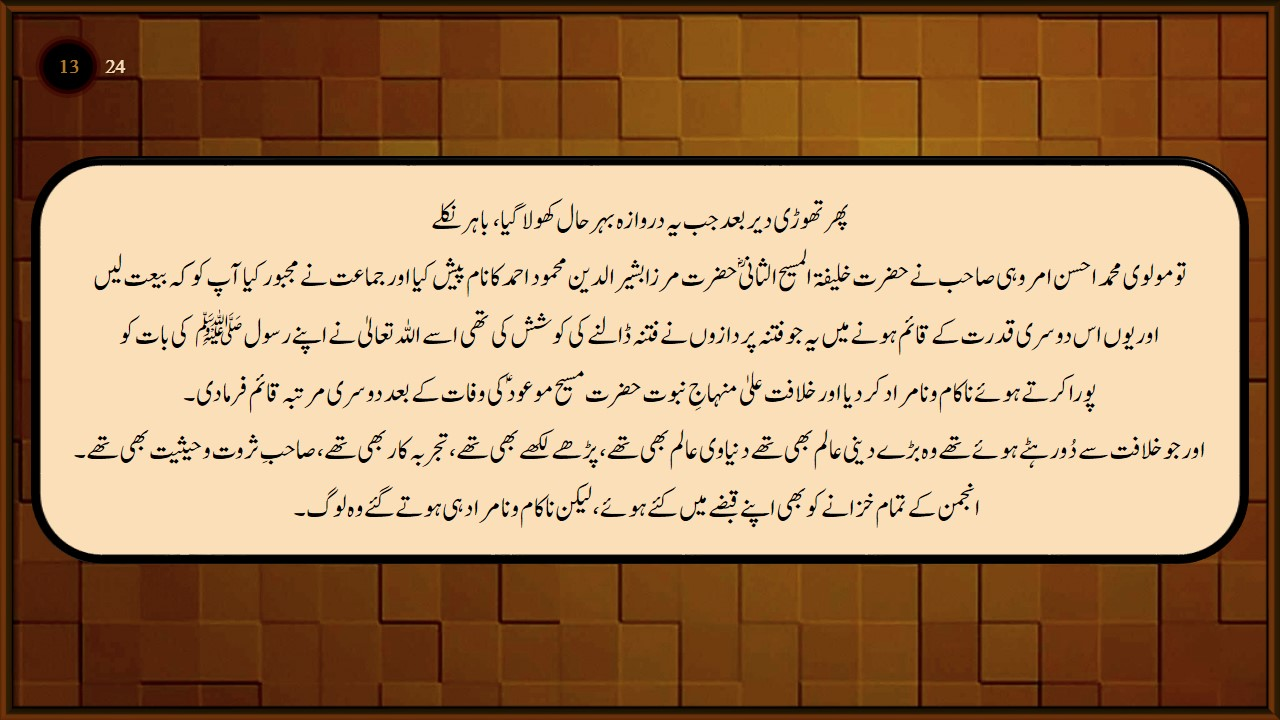 13 24
پھر تھوڑی دیر بعد جب یہ دروازہ بہرحال کھولا گیا، باہر نکلے
تو مولوی محمد احسن امروہی صاحب نے حضرت خلیفۃ المسیح الثانیؓ حضرت مرزا بشیر الدین محمود احمد کا نام پیش کیا اور جماعت نے مجبور کیا آپ کو کہ بیعت لیں
اور یوں اس دوسری قدرت کے قائم ہونے میں یہ جو فتنہ پردازوں نے فتنہ ڈالنے کی کوشش کی تھی اسے اللہ تعالیٰ نے اپنے رسول ﷺ کی بات کو
پورا کرتے ہوئے ناکام و نامراد کر دیا اور خلافت علیٰ منہاجِ نبوت حضرت مسیح موعودؑ کی وفات کے بعد دوسری مرتبہ قائم فرما دی۔
اور جو خلافت سے دُور ہٹے ہوئے تھے وہ بڑے دینی عالم بھی تھے دنیاوی عالم بھی تھے، پڑھے لکھے بھی تھے، تجربہ کار بھی تھے، صاحبِ ثروت و حیثیت بھی تھے۔
انجمن کے تمام خزانے کو بھی اپنے قبضے میں کئے ہوئے، لیکن ناکام و نامراد ہی ہوتے گئے وہ لوگ۔